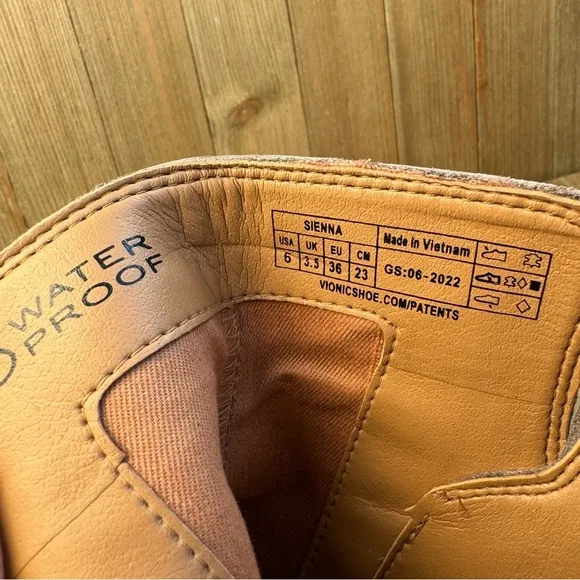 WATER
PROOF
SIENNA
USA UK EU CM
6 3.5 36 23
Made in Vietnam
GS:06-2022
VIONICSHOE.COM/PATENTS